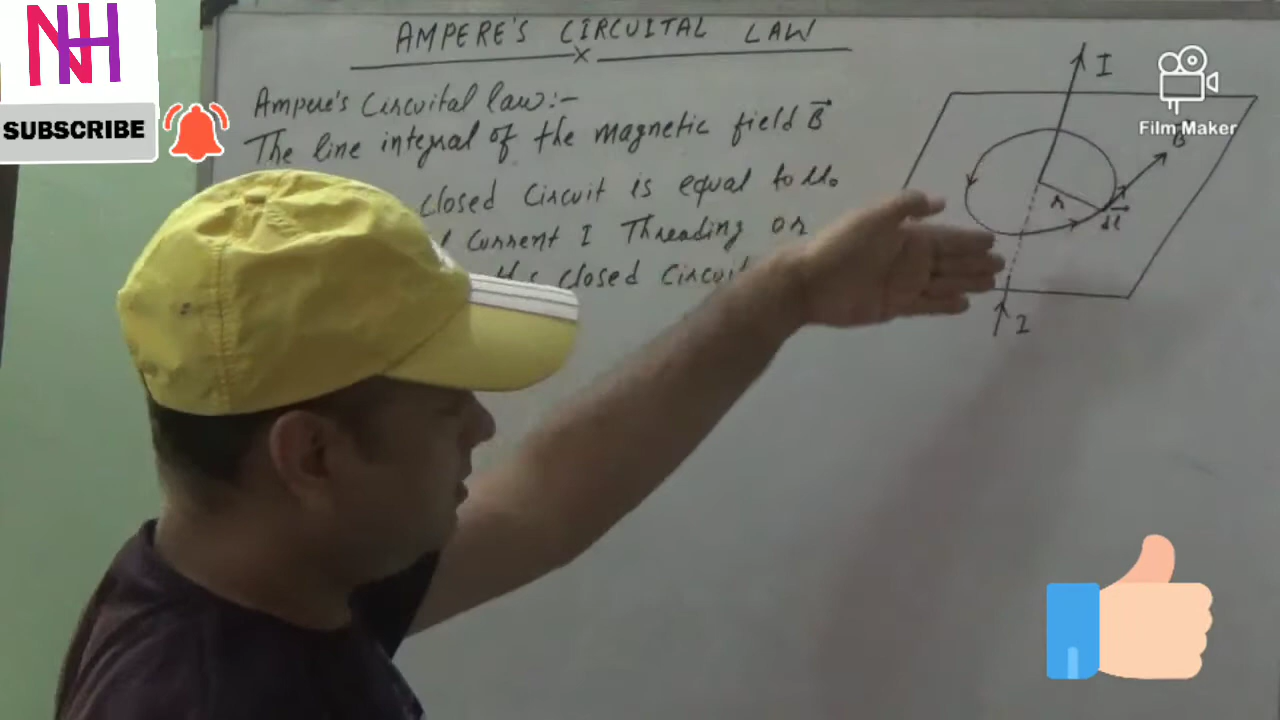 NH
SUBSCRIBE
AMPERE'S CIRCUITAL LAW
Ampere's Circuital law:-
The line integral of the magnetic field B⃗
closed circuit is equal to μ₀
current I Threading or
closed circuit
I
Film Maker
B
r
dl⃗
I